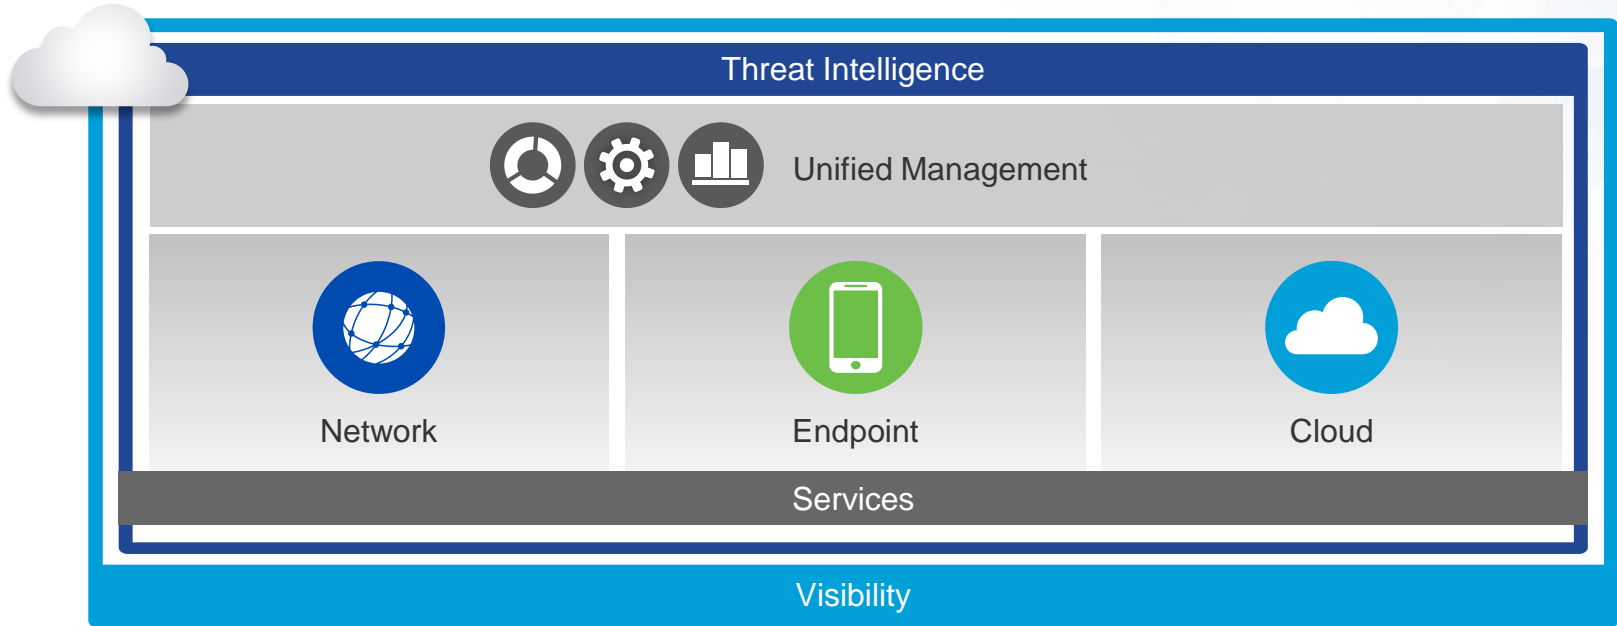 Threat Intelligence
Unified Management
Network
Endpoint
Cloud
Services
Visibility